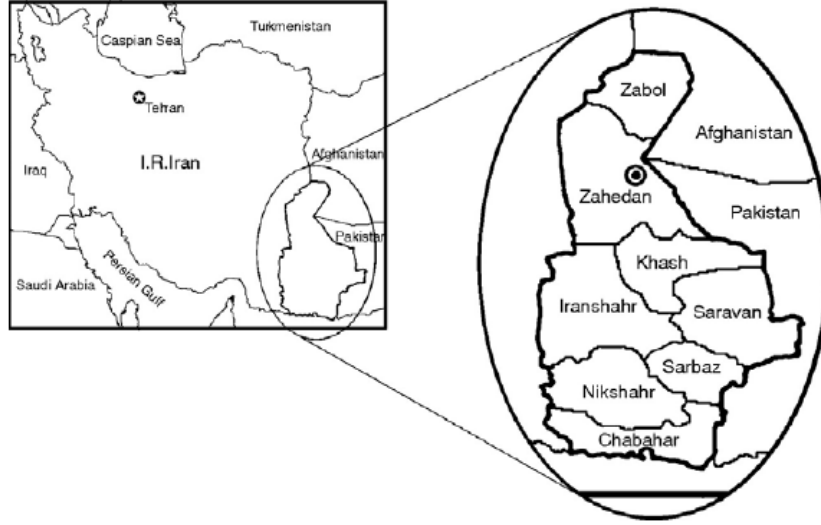 Caspian Sea
Turkmenistan
Tehran
I.R.Iran
Afghanistan
Iraq
Pakistan
Saudi Arabia
Persian Gulf
Zabol
Afghanistan
Zahedan
Pakistan
Khash
Iranshahr
Saravan
Sarbaz
Nikshahr
Chabahar